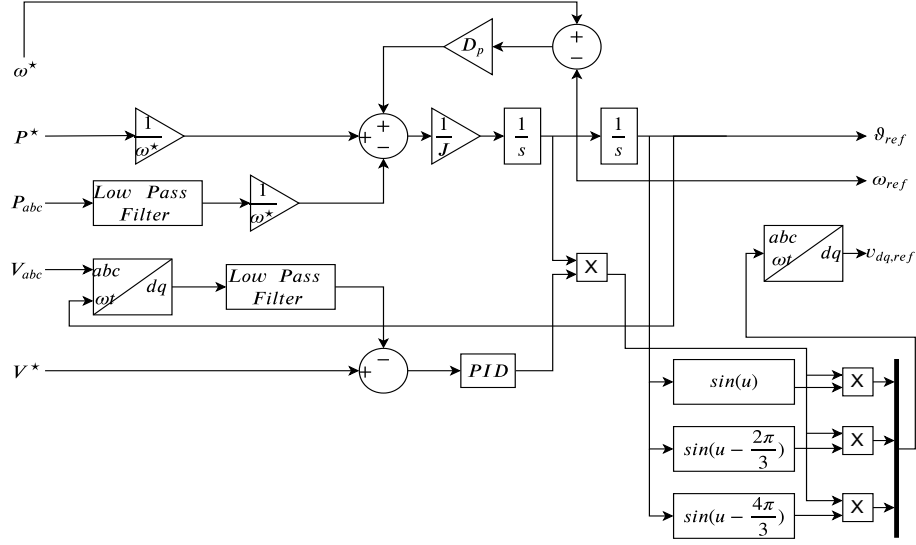 ω*
D_p
+
−
P*
1/ω*
+
+
−
1/J
1/s
1/s
ϑ_ref
P_abc
Low Pass
Filter
1/ω*
ω_ref
V_abc
abc
ωt
dq
Low Pass
Filter
X
abc
ωt
dq
v_dq,ref
V*
+
−
PID
sin(u)
X
sin(u − 2π/3)
X
sin(u − 4π/3)
X